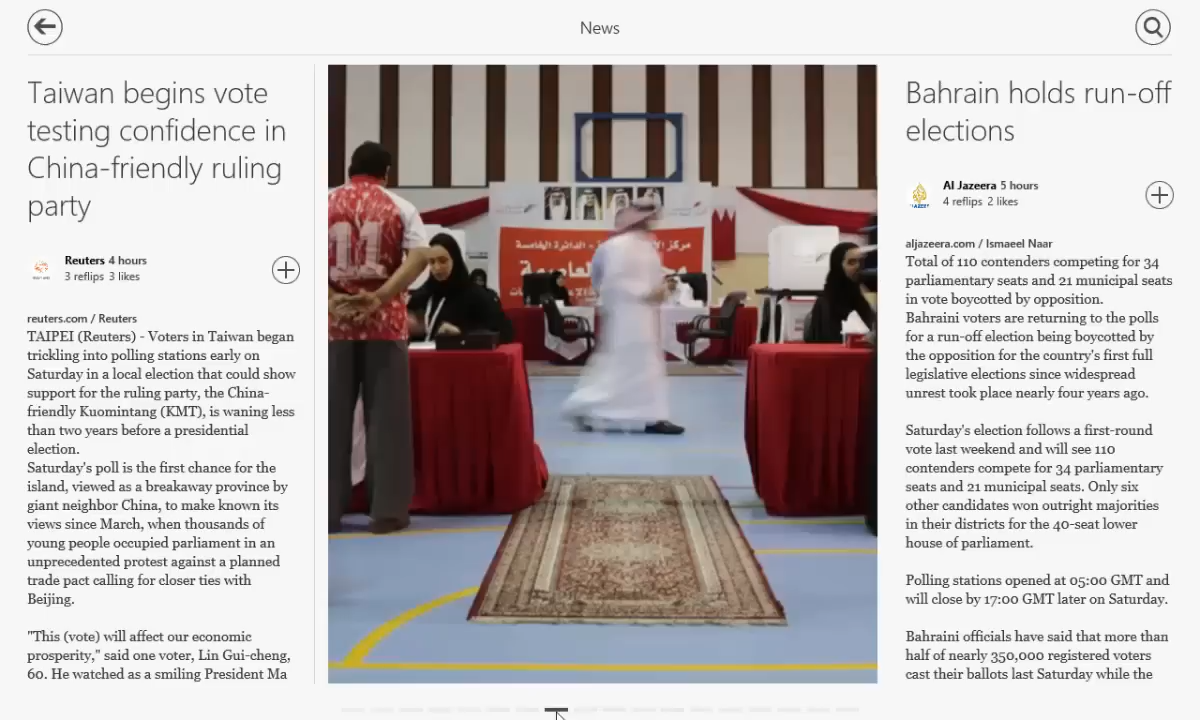 News
Taiwan begins vote
testing confidence in
China-friendly ruling
party
Reuters 4 hours
3 reflips 3 likes
reuters.com / Reuters
TAIPEI (Reuters) - Voters in Taiwan began
trickling into polling stations early on
Saturday in a local election that could show
support for the ruling party, the China-
friendly Kuomintang (KMT), is waning less
than two years before a presidential
election.
Saturday's poll is the first chance for the
island, viewed as a breakaway province by
giant neighbor China, to make known its
views since March, when thousands of
young people occupied parliament in an
unprecedented protest against a planned
trade pact calling for closer ties with
Beijing.
"This (vote) will affect our economic
prosperity," said one voter, Lin Gui-cheng,
60. He watched as a smiling President Ma
11
الدائرة الخامسة
Bahrain holds run-off
elections
Al Jazeera 5 hours
4 reflips 2 likes
aljazeera.com / Ismaeel Naar
Total of 110 contenders competing for 34
parliamentary seats and 21 municipal seats
in vote boycotted by opposition.
Bahraini voters are returning to the polls
for a run-off election being boycotted by
the opposition for the country's first full
legislative elections since widespread
unrest took place nearly four years ago.
Saturday's election follows a first-round
vote last weekend and will see 110
contenders compete for 34 parliamentary
seats and 21 municipal seats. Only six
other candidates won outright majorities
in their districts for the 40-seat lower
house of parliament.
Polling stations opened at 05:00 GMT and
will close by 17:00 GMT later on Saturday.
Bahraini officials have said that more than
half of nearly 350,000 registered voters
cast their ballots last Saturday while the